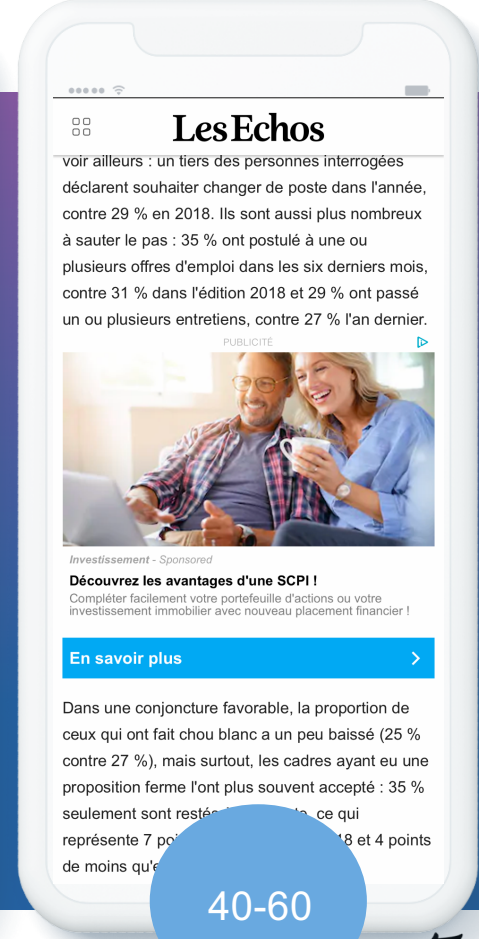 Les Echos
voir ailleurs : un tiers des personnes interrogées
déclarent souhaiter changer de poste dans l'année,
contre 29 % en 2018. Ils sont aussi plus nombreux
à sauter le pas : 35 % ont postulé à une ou
plusieurs offres d'emploi dans les six derniers mois,
contre 31 % dans l'édition 2018 et 29 % ont passé
un ou plusieurs entretiens, contre 27 % l'an dernier.
PUBLICITÉ
Investissement - Sponsored
Découvrez les avantages d'une SCPI !
Compléter facilement votre portefeuille d'actions ou votre
investissement immobilier avec nouveau placement financier !
En savoir plus
Dans une conjoncture favorable, la proportion de
ceux qui ont fait chou blanc a un peu baissé (25 %
contre 27 %), mais surtout, les cadres ayant eu une
proposition ferme l'ont plus souvent accepté : 35 %
seulement sont ce qui
représente 7 et 4 points
de moins
40-60